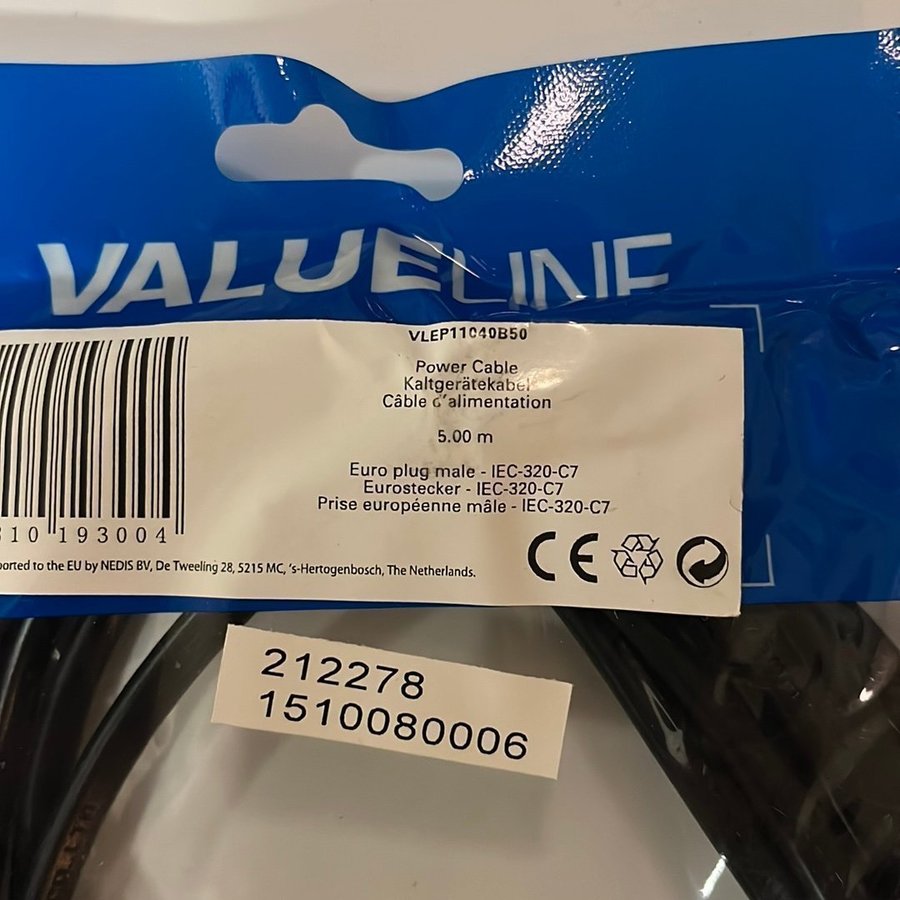 VALUELINE
VLEP11040B50
Power Cable
Kaltgerätekabel
Câble d'alimentation
5.00 m
Euro plug male - IEC-320-C7
Eurostecker - IEC-320-C7
Prise européenne mâle - IEC-320-C7
310 193004
CE
ported to the EU by NEDIS BV, De Tweeling 28, 5215 MC, 's-Hertogenbosch, The Netherlands.
212278
1510080006